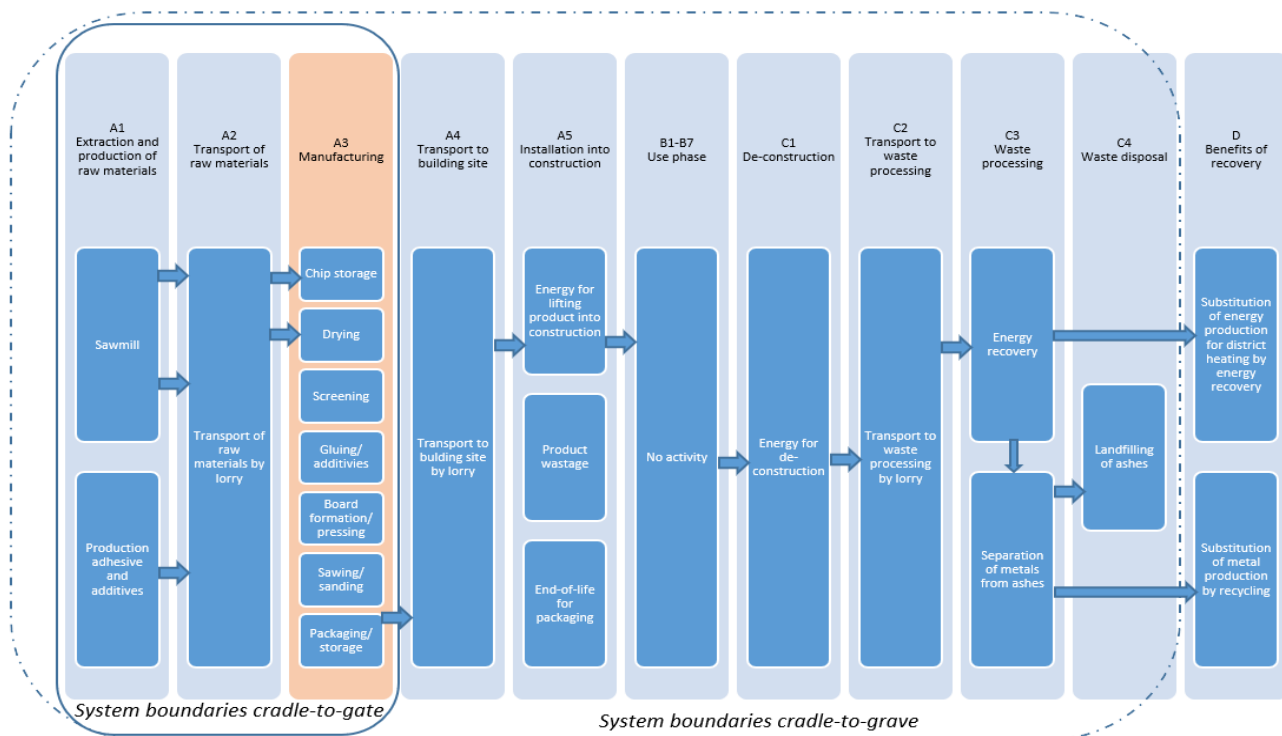 A1
Extraction and
production of
raw materials
A2
Transport of
raw materials
A3
Manufacturing
A4
Transport to
building site
A5
Installation into
construction
B1-B7
Use phase
C1
De-construction
C2
Transport to
waste
processing
C3
Waste
processing
C4
Waste disposal
D
Benefits of
recovery
Sawmill
Production
adhesive and
additives
Transport of
raw
materials by
lorry
Chip storage
Drying
Screening
Gluing/
additivies
Board
formation/
pressing
Sawing/
sanding
Packaging/
storage
Transport to
bulding site
by lorry
Energy for
lifting
product into
construction
Product
wastage
End-of-life
for
packaging
No activity
Energy for
de-
construction
Transport to
waste
processing
by lorry
Energy
recovery
Separation
of metals
from ashes
Landfilling
of ashes
Substitution
of energy
production
for district
heating by
energy
recovery
Substitution
of metal
production
by recycling
System boundaries cradle-to-gate
System boundaries cradle-to-grave